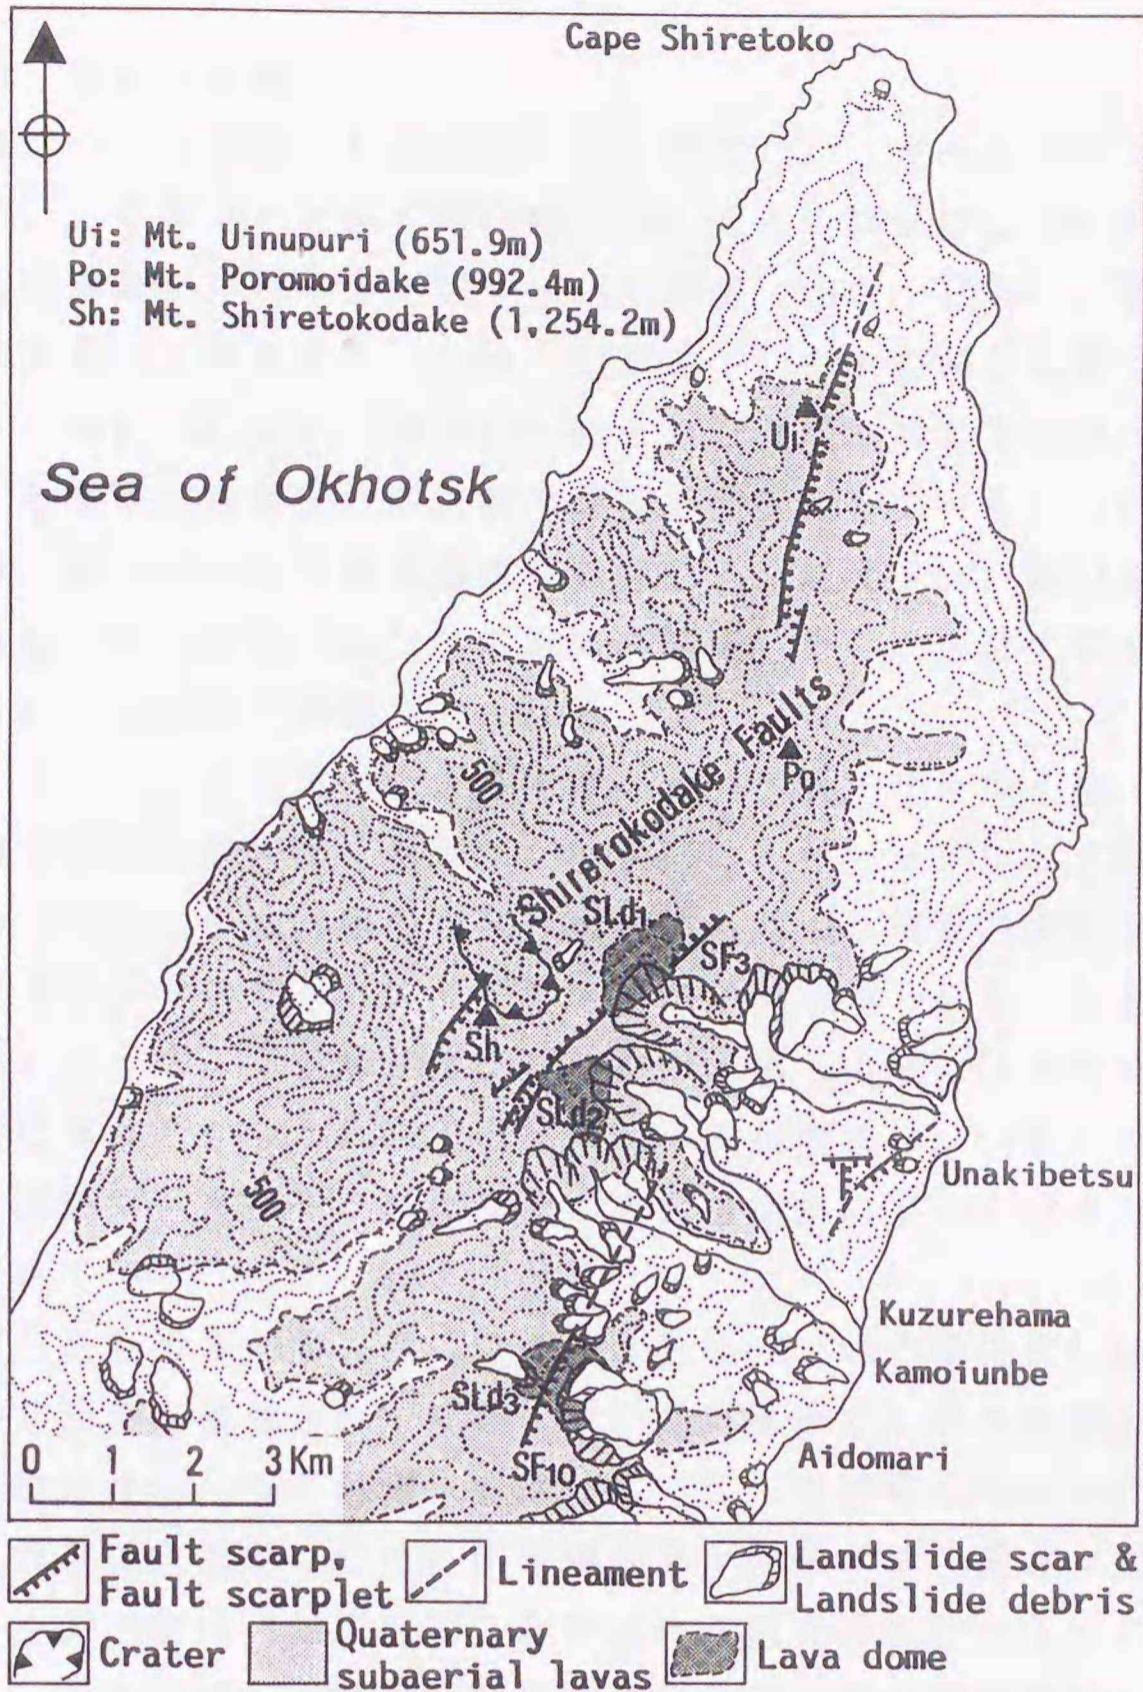 Cape Shiretoko
Ui: Mt. Uinupuri (651.9m)
Po: Mt. Poromoidake (992.4m)
Sh: Mt. Shiretokodake (1,254.2m)
Sea of Okhotsk
Ui
Shiretokodake Faults
Po
500
SLd1
SF3
Sh
SLd2
Unakibetsu
500
Kuzurehama
Kamoiunbe
SLd3
Aidomari
SF10
0 1 2 3 Km
Fault scarp,
Fault scarplet
Lineament
Landslide scar &
Landslide debris
Crater
Quaternary
subaerial lavas
Lava dome